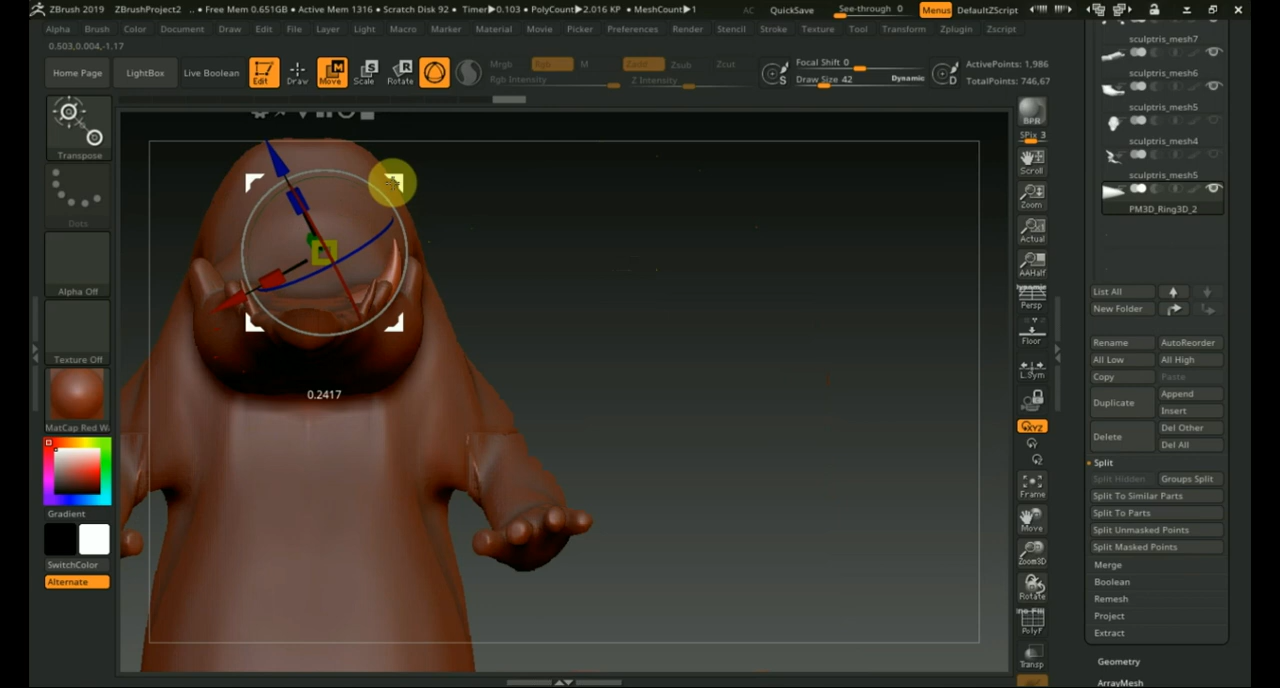 ZBrush 2019 ZBrushProject2 .. • Free Mem 0.651GB • Active Mem 1316 • Scratch Disk 92 • Timer▶0.103 • PolyCount▶2.016 KP • MeshCount▶1 AC QuickSave See-through 0 Menus DefaultZScript
Alpha Brush Color Document Draw Edit File Layer Light Macro Marker Material Movie Picker Preferences Render Stencil Stroke Texture Tool Transform Zplugin Zscript
0.503,0.004,-1.17
Home Page LightBox Live Boolean Edit Draw Move Scale Rotate Mrgb Rgb M Zadd Zsub Zcut
Rgb Intensity Z Intensity
Focal Shift 0
Draw Size 42 Dynamic
ActivePoints: 1,986
TotalPoints: 746,67
Transpose
Dots
Alpha Off
Texture Off
MatCap Red W
Gradient
SwitchColor
Alternate
0.2417
BPR
SPix 3
Scroll
Zoom
Actual
AAHalf
Dynamic
Persp
Floor
L.Sym
XYZ
Frame
Move
Zoom3D
Rotate
Line Fill
PolyF
Transp
sculptris_mesh7
sculptris_mesh6
sculptris_mesh5
sculptris_mesh4
sculptris_mesh5
PM3D_Ring3D_2
List All
New Folder
Rename AutoReorder
All Low All High
Copy Paste
Duplicate Append
Insert
Delete Del Other
Del All
Split
Split Hidden Groups Split
Split To Similar Parts
Split To Parts
Split Unmasked Points
Split Masked Points
Merge
Boolean
Remesh
Project
Extract
Geometry
ArrayMesh